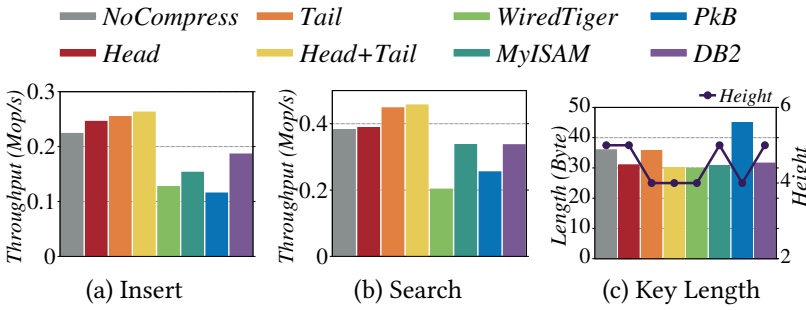 NoCompress Tail WiredTiger PkB
Head Head+Tail MyISAM DB2
Throughput (Mop/s)
0.3
0.2
0.1
0
(a) Insert
Throughput (Mop/s)
0.4
0.2
0
(b) Search
Height
Length (Byte)
50
40
30
20
10
0
6
4
2
Height
(c) Key Length